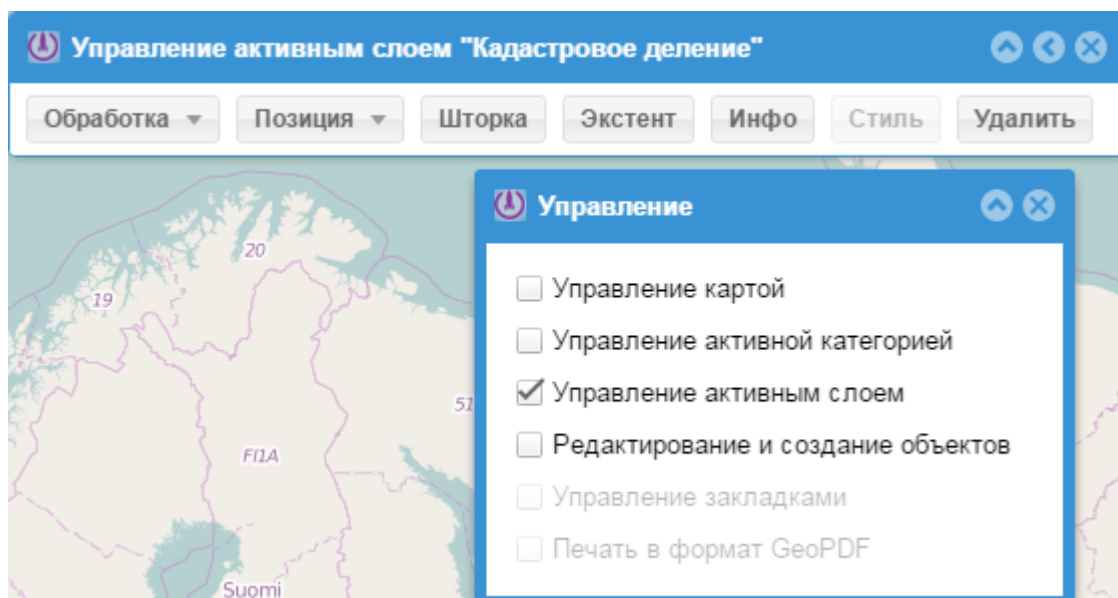 Управление активным слоем "Кадастровое деление"
Обработка Позиция Шторка Экстент Инфо Стиль Удалить
Управление
20
19
Управление картой
Управление активной категорией
Управление активным слоем
51
Редактирование и создание объектов
FI1A
Управление закладками
Печать в формат GeoPDF
Suomi